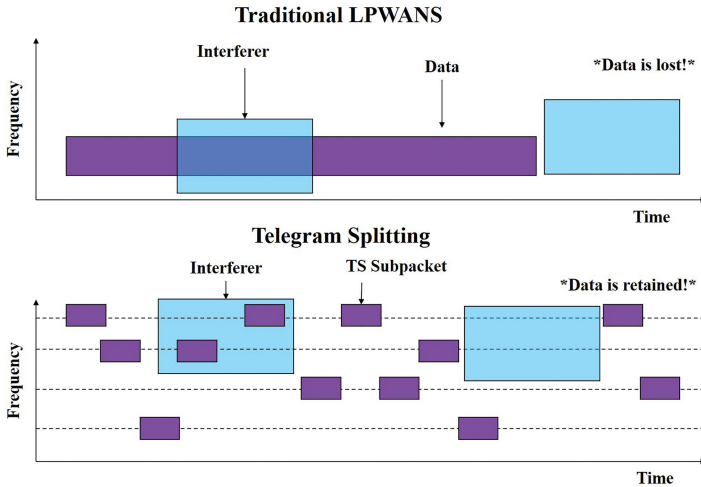 Traditional LPWANS
Interferer
Data
*Data is lost!*
Frequency
Time
Telegram Splitting
Interferer
TS Subpacket
*Data is retained!*
Frequency
Time